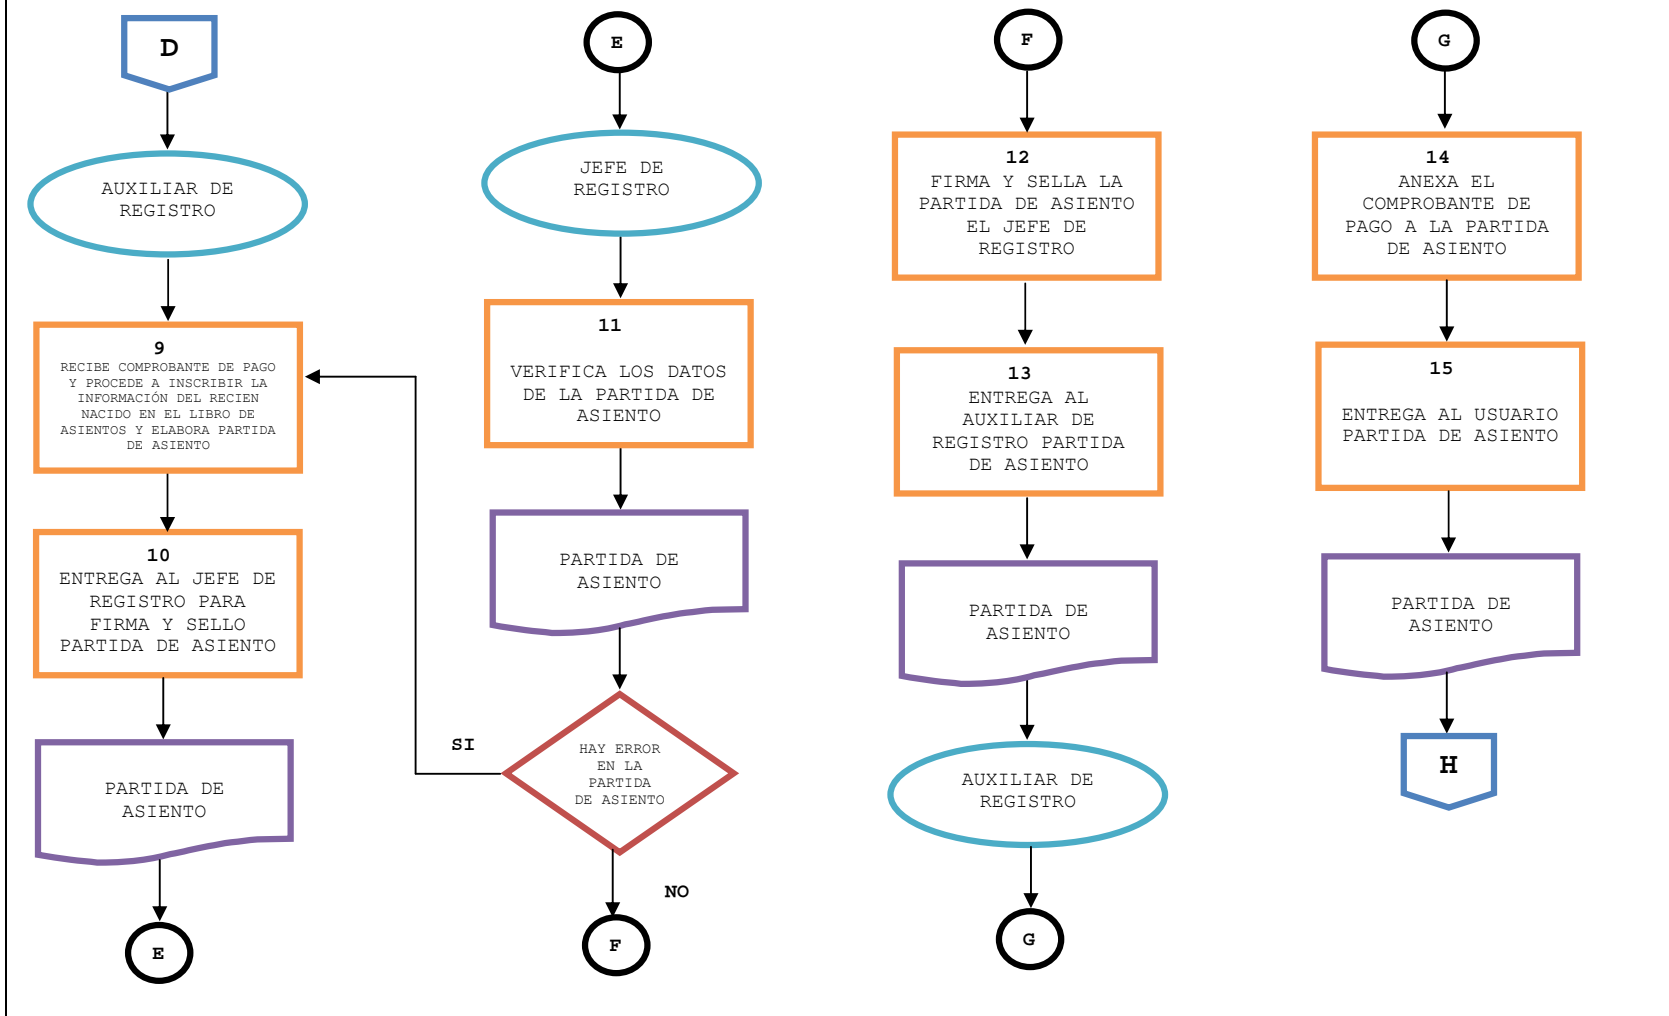 D
AUXILIAR DE
REGISTRO
9
RECIBE COMPROBANTE DE PAGO
Y PROCEDE A INSCRIBIR LA
INFORMACIÓN DEL RECIEN
NACIDO EN EL LIBRO DE
ASIENTOS Y ELABORA PARTIDA
DE ASIENTO
10
ENTREGA AL JEFE DE
REGISTRO PARA
FIRMA Y SELLO
PARTIDA DE ASIENTO
PARTIDA DE
ASIENTO
E
E
JEFE DE
REGISTRO
11
VERIFICA LOS DATOS
DE LA PARTIDA DE
ASIENTO
PARTIDA DE
ASIENTO
SI
HAY ERROR
EN LA
PARTIDA
DE ASIENTO
NO
F
F
12
FIRMA Y SELLA LA
PARTIDA DE ASIENTO
EL JEFE DE
REGISTRO
13
ENTREGA AL
AUXILIAR DE
REGISTRO PARTIDA
DE ASIENTO
PARTIDA DE
ASIENTO
AUXILIAR DE
REGISTRO
G
G
14
ANEXA EL
COMPROBANTE DE
PAGO A LA PARTIDA
DE ASIENTO
15
ENTREGA AL USUARIO
PARTIDA DE ASIENTO
PARTIDA DE
ASIENTO
H